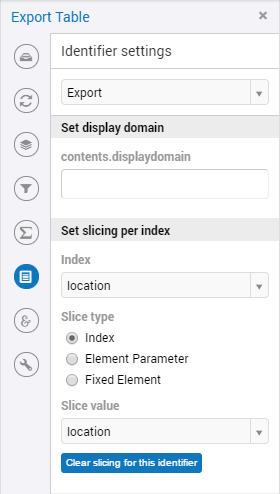 Export Table
×
Identifier settings
Export
Set display domain
contents.displaydomain
Set slicing per index
Index
location
Slice type
Index
Element Parameter
Fixed Element
Slice value
location
Clear slicing for this identifier